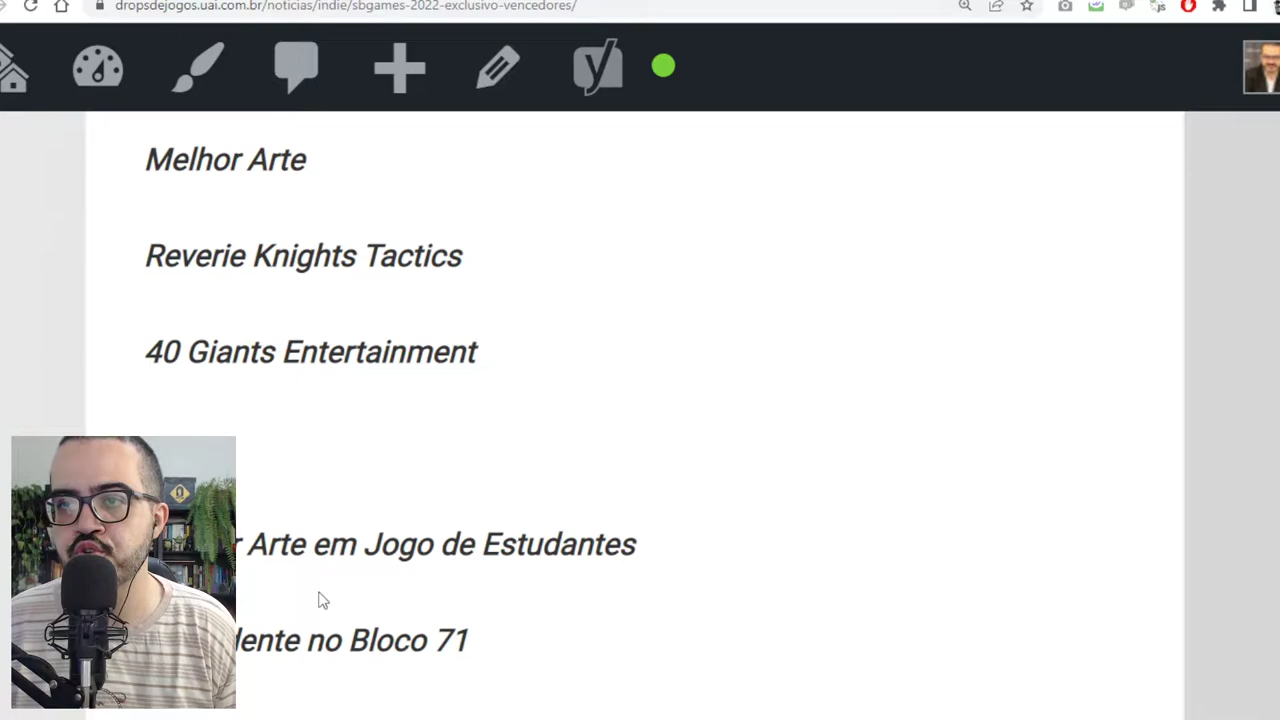 dropsdejogos.uai.com.br/noticias/indie/sbgames-2022-exclusivo-vencedores/
Melhor Arte
Reverie Knights Tactics
40 Giants Entertainment
Arte em Jogo de Estudantes
no Bloco 71